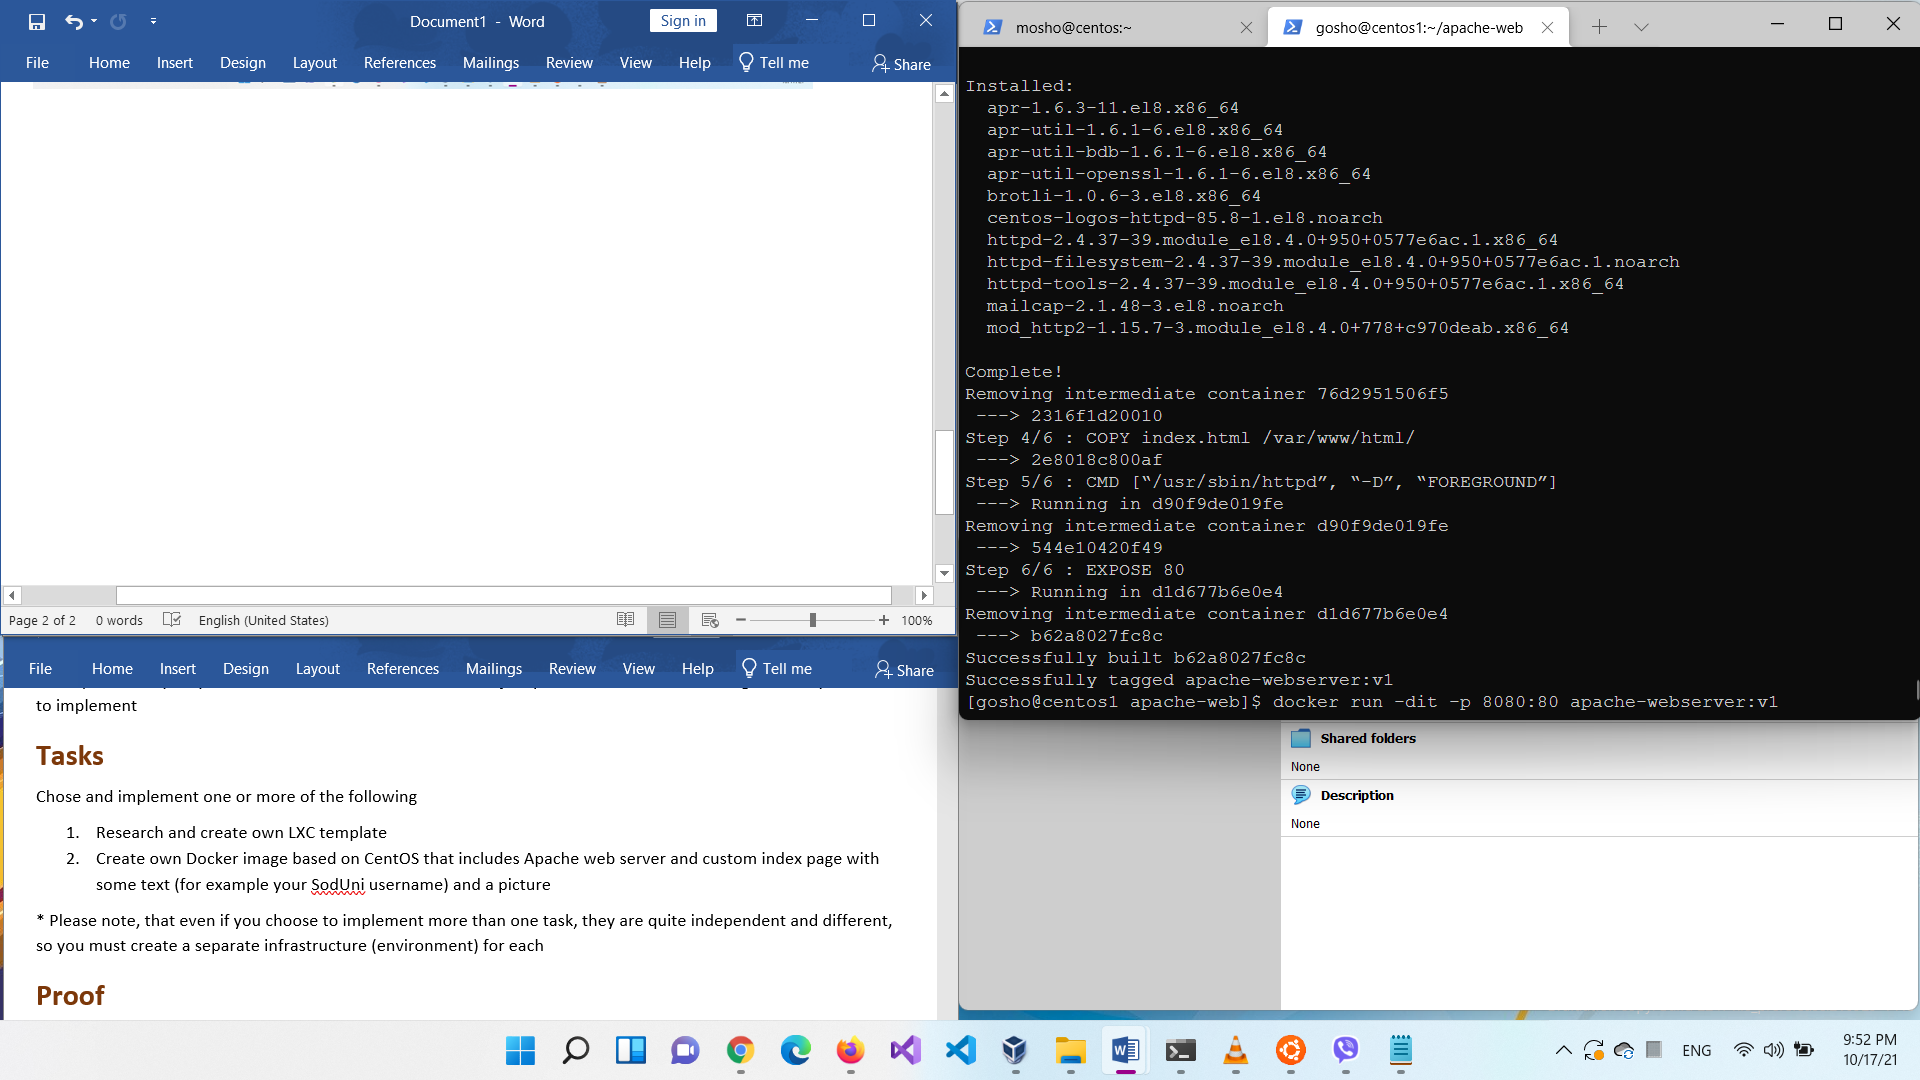 Document1 - Word
Sign in
File Home Insert Design Layout References Mailings Review View Help Tell me Share
Page 2 of 2 0 words English (United States) 100%
File Home Insert Design Layout References Mailings Review View Help Tell me Share
to implement
Tasks
Chose and implement one or more of the following
1. Research and create own LXC template
2. Create own Docker image based on CentOS that includes Apache web server and custom index page with
some text (for example your SodUni username) and a picture
* Please note, that even if you choose to implement more than one task, they are quite independent and different,
so you must create a separate infrastructure (environment) for each
Proof
mosho@centos:~ gosho@centos1:~/apache-web
Installed:
apr-1.6.3-11.el8.x86_64
apr-util-1.6.1-6.el8.x86_64
apr-util-bdb-1.6.1-6.el8.x86_64
apr-util-openssl-1.6.1-6.el8.x86_64
brotli-1.0.6-3.el8.x86_64
centos-logos-httpd-85.8-1.el8.noarch
httpd-2.4.37-39.module_el8.4.0+950+0577e6ac.1.x86_64
httpd-filesystem-2.4.37-39.module_el8.4.0+950+0577e6ac.1.noarch
httpd-tools-2.4.37-39.module_el8.4.0+950+0577e6ac.1.x86_64
mailcap-2.1.48-3.el8.noarch
mod_http2-1.15.7-3.module_el8.4.0+778+c970deab.x86_64
Complete!
Removing intermediate container 76d2951506f5
---> 2316f1d20010
Step 4/6 : COPY index.html /var/www/html/
---> 2e8018c800af
Step 5/6 : CMD [“/usr/sbin/httpd”, “-D”, “FOREGROUND”]
---> Running in d90f9de019fe
Removing intermediate container d90f9de019fe
---> 544e10420f49
Step 6/6 : EXPOSE 80
---> Running in d1d677b6e0e4
Removing intermediate container d1d677b6e0e4
---> b62a8027fc8c
Successfully built b62a8027fc8c
Successfully tagged apache-webserver:v1
[gosho@centos1 apache-web]$ docker run -dit -p 8080:80 apache-webserver:v1
Shared folders
None
Description
None
ENG
9:52 PM
10/17/21